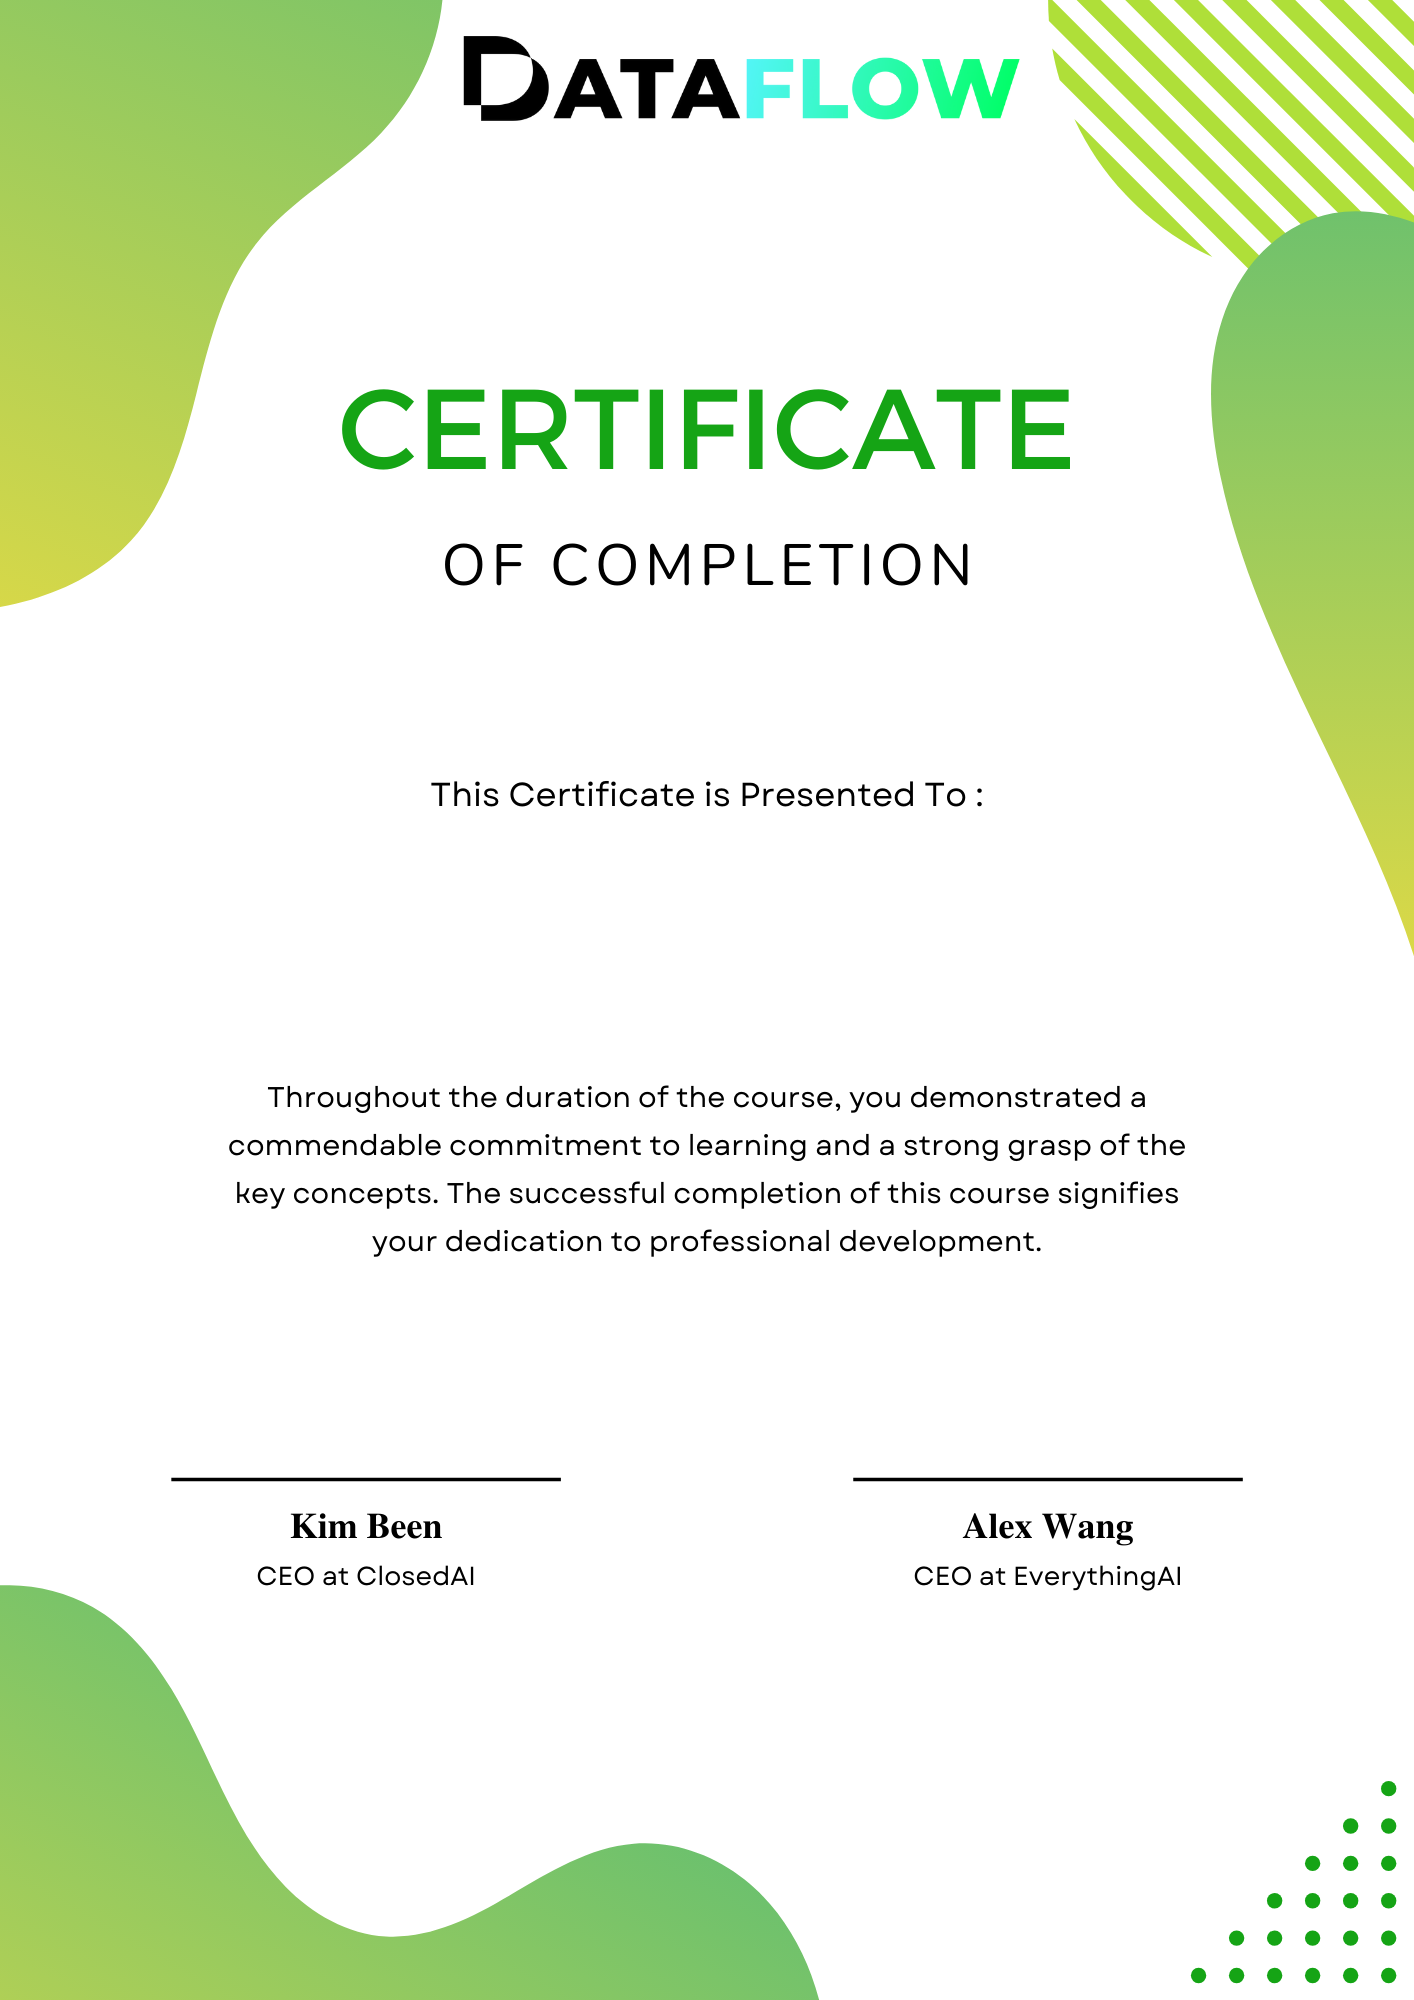 DATAFLOW
CERTIFICATE
OF COMPLETION
This Certificate is Presented To :
Throughout the duration of the course, you demonstrated a
commendable commitment to learning and a strong grasp of the
key concepts. The successful completion of this course signifies
your dedication to professional development.
Kim Been
CEO at ClosedAI
Alex Wang
CEO at EverythingAI